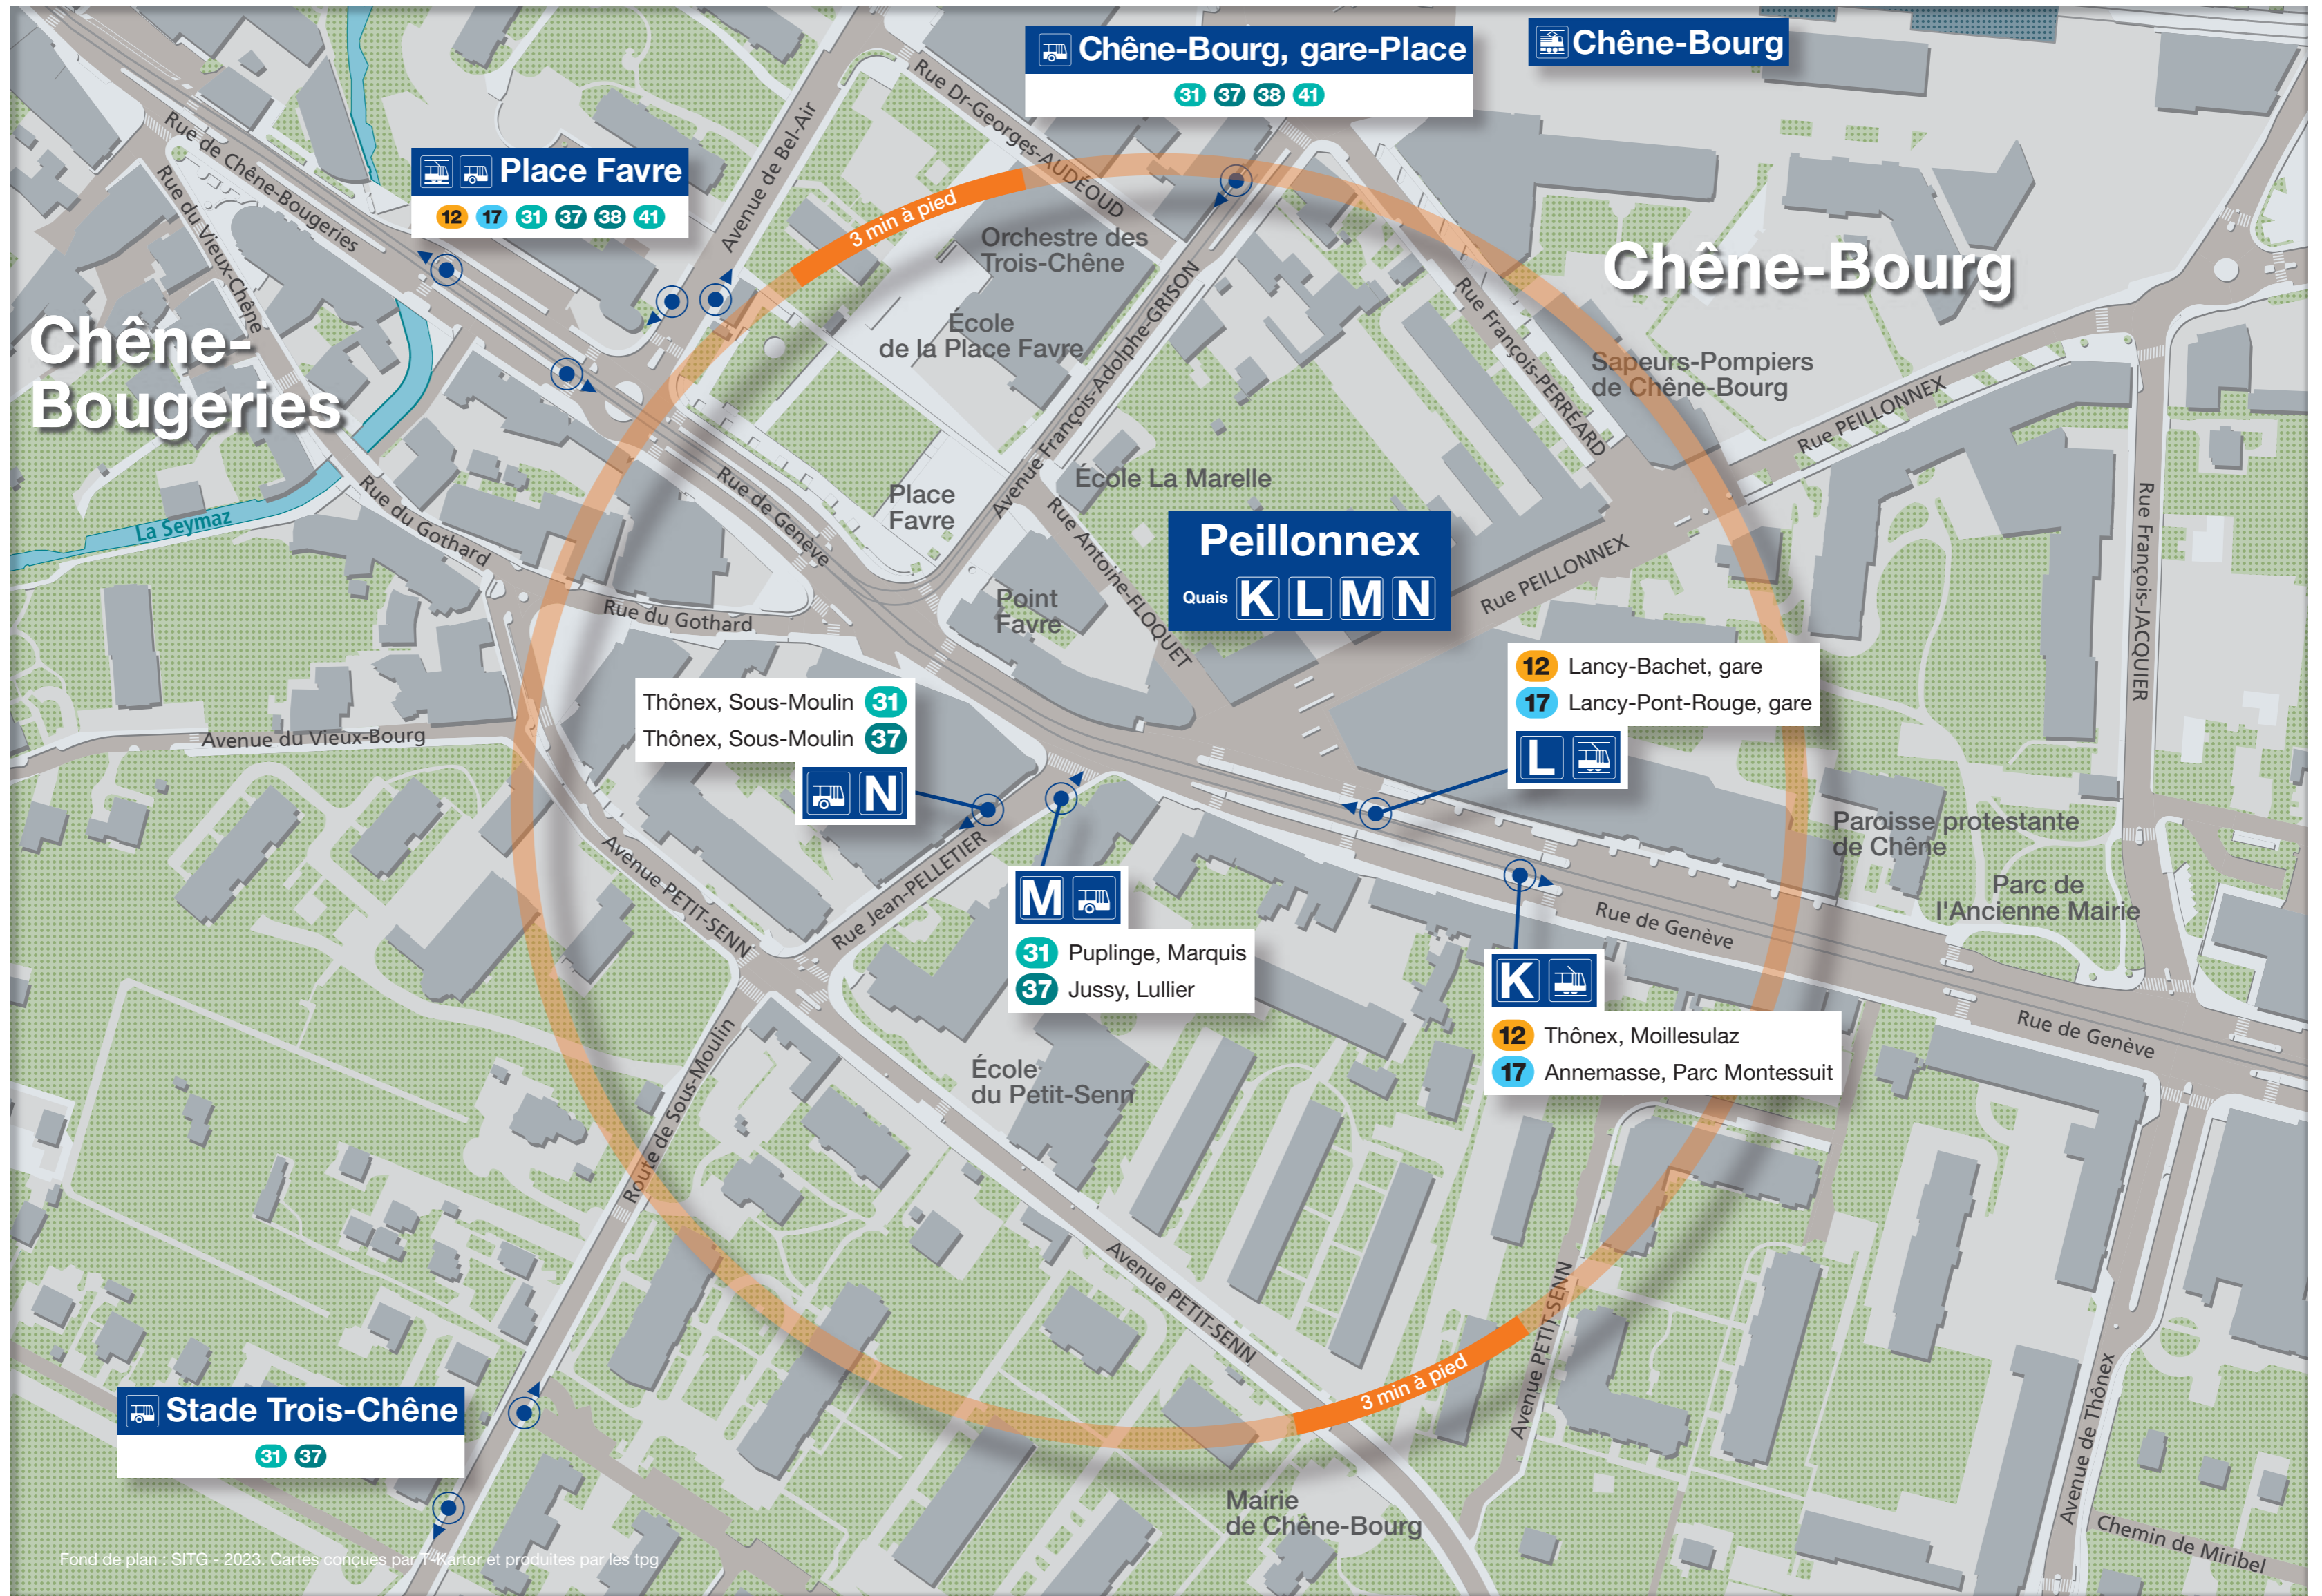 Chêne-Bourg, gare-Place
31 37 38 41
Chêne-Bourg
Rue Dr-Georges-AUDÉOUD
Rue de Chêne-Bougeries
Avenue de Bel-Air
Place Favre
12 17 31 37 38 41
Rue du Vieux-Chêne
3 min à pied
Orchestre des
Trois-Chêne
Chêne-Bourg
Chêne-
Bougeries
École
de la Place Favre
Avenue François-Adolphe-GRISON
Rue François-PERRÉARD
Sapeurs-Pompiers
de Chêne-Bourg
Rue PEILLONNEX
École La Marelle
Place
Favre
Rue de Genève
Rue du Gothard
La Seymaz
Rue François-JACQUIER
Rue Antoine-FLOQUET
Peillonnex
Quais K L M N
Rue PEILLONNEX
Point
Favre
Rue du Gothard
12 Lancy-Bachet, gare
17 Lancy-Pont-Rouge, gare
L
Thônex, Sous-Moulin 31
Thônex, Sous-Moulin 37
N
Avenue du Vieux-Bourg
Paroisse protestante
de Chêne
Parc de
l'Ancienne Mairie
Avenue PETIT-SENN
Rue Jean-PELLETIER
M
31 Puplinge, Marquis
37 Jussy, Lullier
Rue de Genève
K
12 Thônex, Moillesulaz
17 Annemasse, Parc Montessuit
Rue de Genève
École
du Petit-Senn
Route de Sous-Moulin
Avenue PETIT-SENN
Avenue PETIT-SENN
3 min à pied
Avenue de Thônex
Stade Trois-Chêne
31 37
Mairie
de Chêne-Bourg
Chemin de Miribel
Fond de plan : SITG - 2023. Cartes conçues par T-Kartor et produites par les tpg